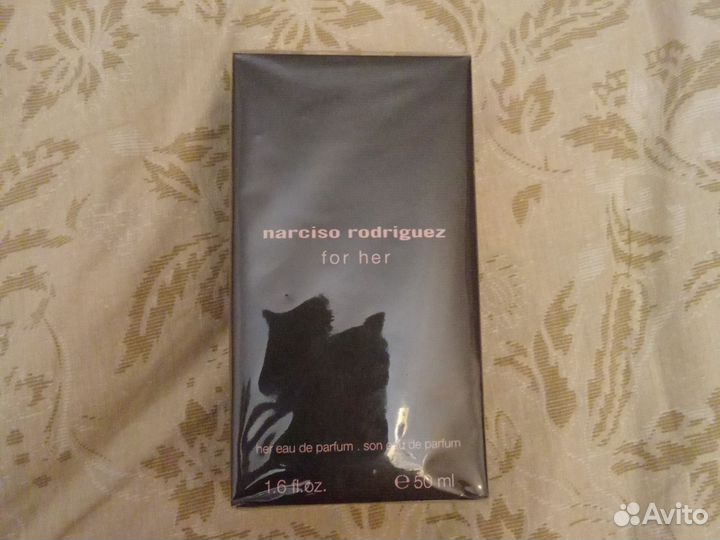 narciso rodriguez
for her
her eau de parfum . son eau de parfum
1.6 fl.oz. e 50 ml
Avito